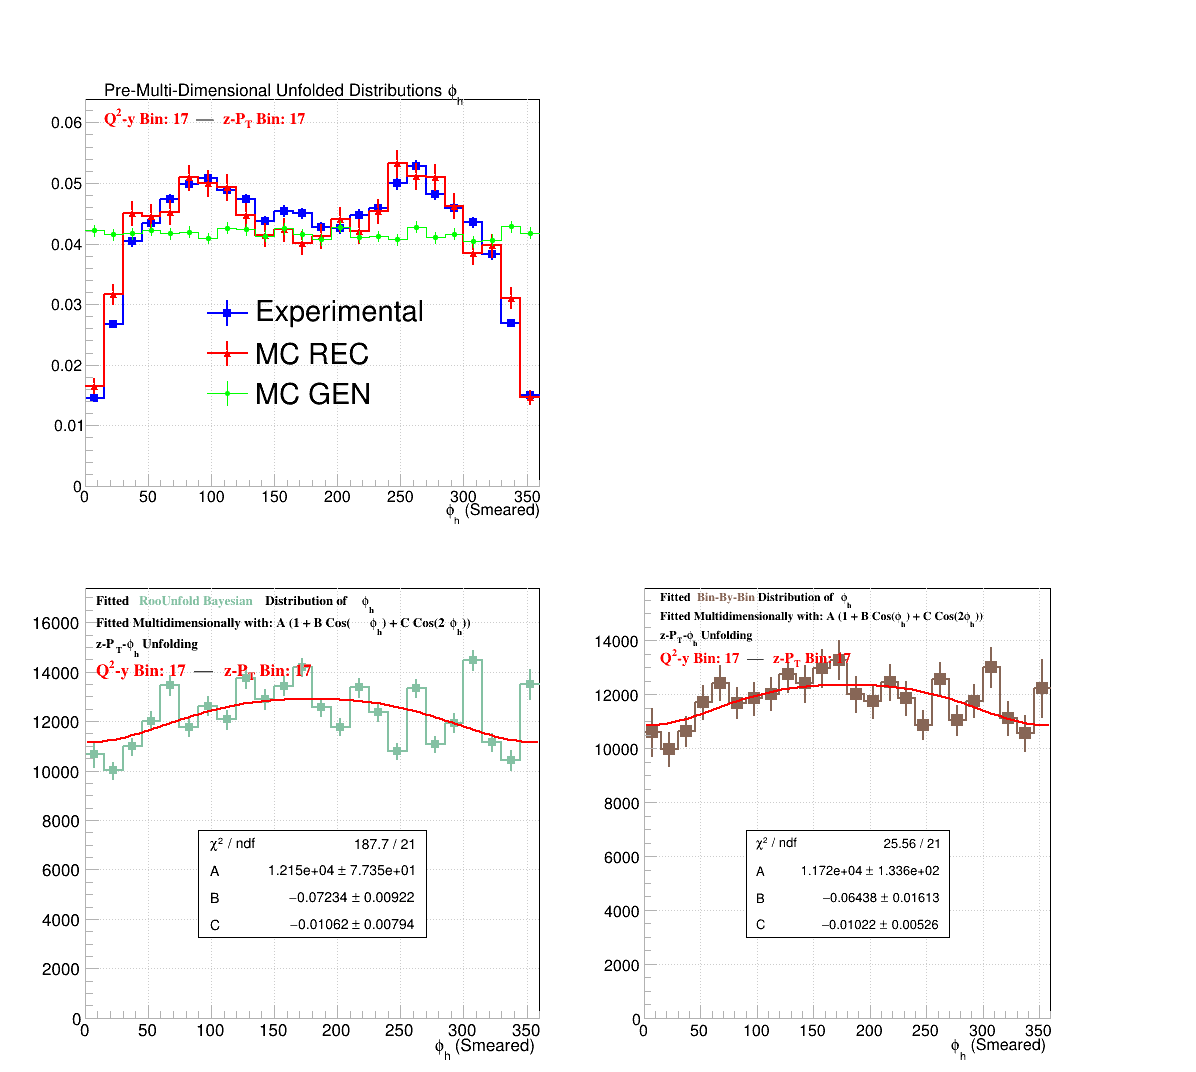 Pre-Multi-Dimensional Unfolded Distributions ϕh
Q²-y Bin: 17 — z-PT Bin: 17
0.06
0.05
0.04
0.03
0.02
0.01
0
Experimental
MC REC
MC GEN
0 50 100 150 200 250 300 350
ϕh (Smeared)
Fitted RooUnfold Bayesian Distribution of ϕh
Fitted Multidimensionally with: A (1 + B Cos( ϕh) + C Cos(2 ϕh))
z-PT-ϕh Unfolding
Q²-y Bin: 17 — z-PT Bin: 17
16000
14000
12000
10000
8000
6000
4000
2000
0
χ² / ndf 187.7 / 21
A 1.215e+04 ± 7.735e+01
B −0.07234 ± 0.00922
C −0.01062 ± 0.00794
0 50 100 150 200 250 300 350
ϕh (Smeared)
Fitted Bin-By-Bin Distribution of ϕh
Fitted Multidimensionally with: A (1 + B Cos(ϕh) + C Cos(2ϕh))
z-PT-ϕh Unfolding
Q²-y Bin: 17 — z-PT Bin: 17
14000
12000
10000
8000
6000
4000
2000
0
χ² / ndf 25.56 / 21
A 1.172e+04 ± 1.336e+02
B −0.06438 ± 0.01613
C −0.01022 ± 0.00526
0 50 100 150 200 250 300 350
ϕh (Smeared)